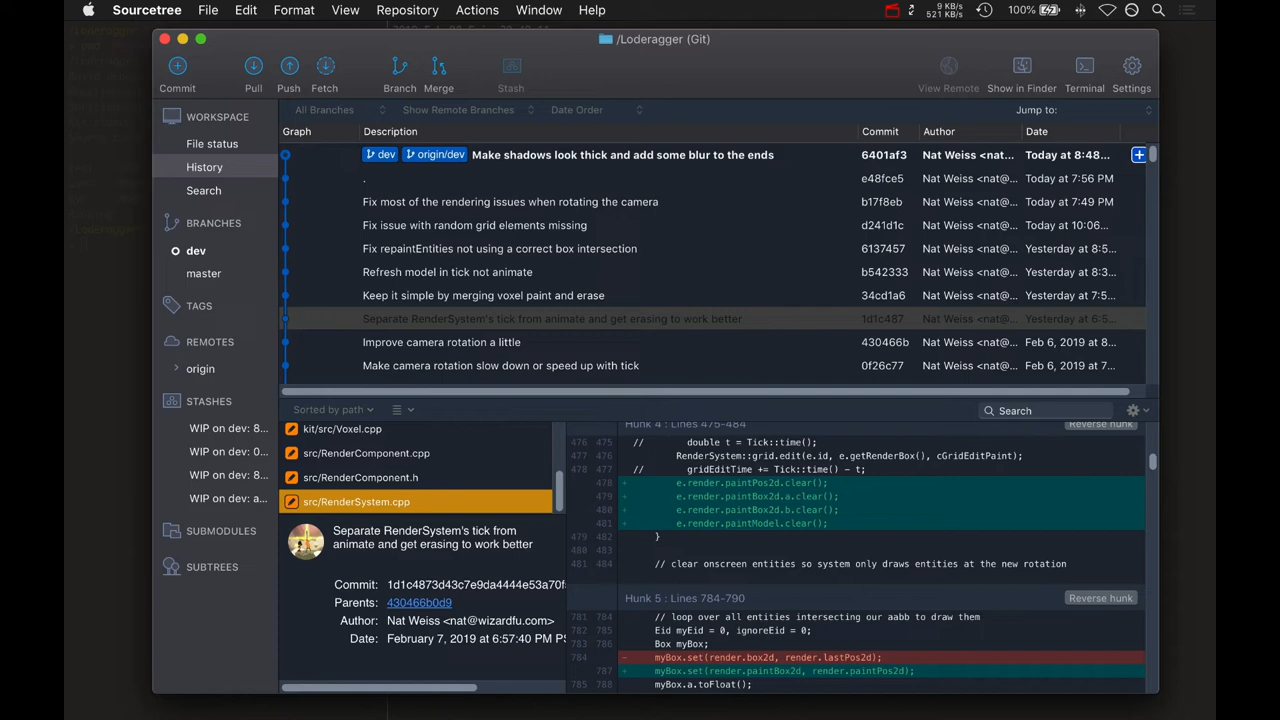 Sourcetree File Edit Format View Repository Actions Window Help 9 KB/s 521 KB/s 100%
/Loderagger (Git)
Commit Pull Push Fetch Branch Merge Stash View Remote Show in Finder Terminal Settings
WORKSPACE
File status
History
Search
BRANCHES
dev
master
TAGS
REMOTES
origin
STASHES
WIP on dev: 8...
WIP on dev: 0...
WIP on dev: 8...
WIP on dev: a...
SUBMODULES
SUBTREES
All Branches Show Remote Branches Date Order Jump to:
Graph Description Commit Author Date
dev origin/dev Make shadows look thick and add some blur to the ends 6401af3 Nat Weiss <nat... Today at 8:48...
. e48fce5 Nat Weiss <nat@... Today at 7:56 PM
Fix most of the rendering issues when rotating the camera b17f8eb Nat Weiss <nat@... Today at 7:49 PM
Fix issue with random grid elements missing d241d1c Nat Weiss <nat@... Today at 10:06...
Fix repaintEntities not using a correct box intersection 6137457 Nat Weiss <nat@... Yesterday at 8:5...
Refresh model in tick not animate b542333 Nat Weiss <nat@... Yesterday at 8:3...
Keep it simple by merging voxel paint and erase 34cd1a6 Nat Weiss <nat@... Yesterday at 7:5...
Separate RenderSystem's tick from animate and get erasing to work better 1d1c487 Nat Weiss <nat@... Yesterday at 6:5...
Improve camera rotation a little 430466b Nat Weiss <nat@... Feb 6, 2019 at 8...
Make camera rotation slow down or speed up with tick 0f26c77 Nat Weiss <nat@... Feb 6, 2019 at 7...
Sorted by path Search
kit/src/Voxel.cpp
src/RenderComponent.cpp
src/RenderComponent.h
src/RenderSystem.cpp
Separate RenderSystem's tick from
animate and get erasing to work better
Commit: 1d1c4873d43c7e9da4444e53a70f
Parents: 430466b0d9
Author: Nat Weiss <nat@wizardfu.com>
Date: February 7, 2019 at 6:57:40 PM PS
Hunk 4 : Lines 475-484 Reverse hunk
476 475 // double t = Tick::time();
477 476 RenderSystem::grid.edit(e.id, e.getRenderBox(), cGridEditPaint);
478 477 // gridEditTime += Tick::time() - t;
478 + e.render.paintPos2d.clear();
479 + e.render.paintBox2d.a.clear();
480 + e.render.paintBox2d.b.clear();
481 + e.render.paintModel.clear();
479 482 }
480 483
481 484 // clear onscreen entities so system only draws entities at the new rotation
Hunk 5 : Lines 784-790 Reverse hunk
781 784 // loop over all entities intersecting our aabb to draw them
782 785 Eid myEid = 0, ignoreEid = 0;
783 786 Box myBox;
784 - myBox.set(render.box2d, render.lastPos2d);
787 + myBox.set(render.paintBox2d, render.paintPos2d);
785 788 myBox.a.toFloat();